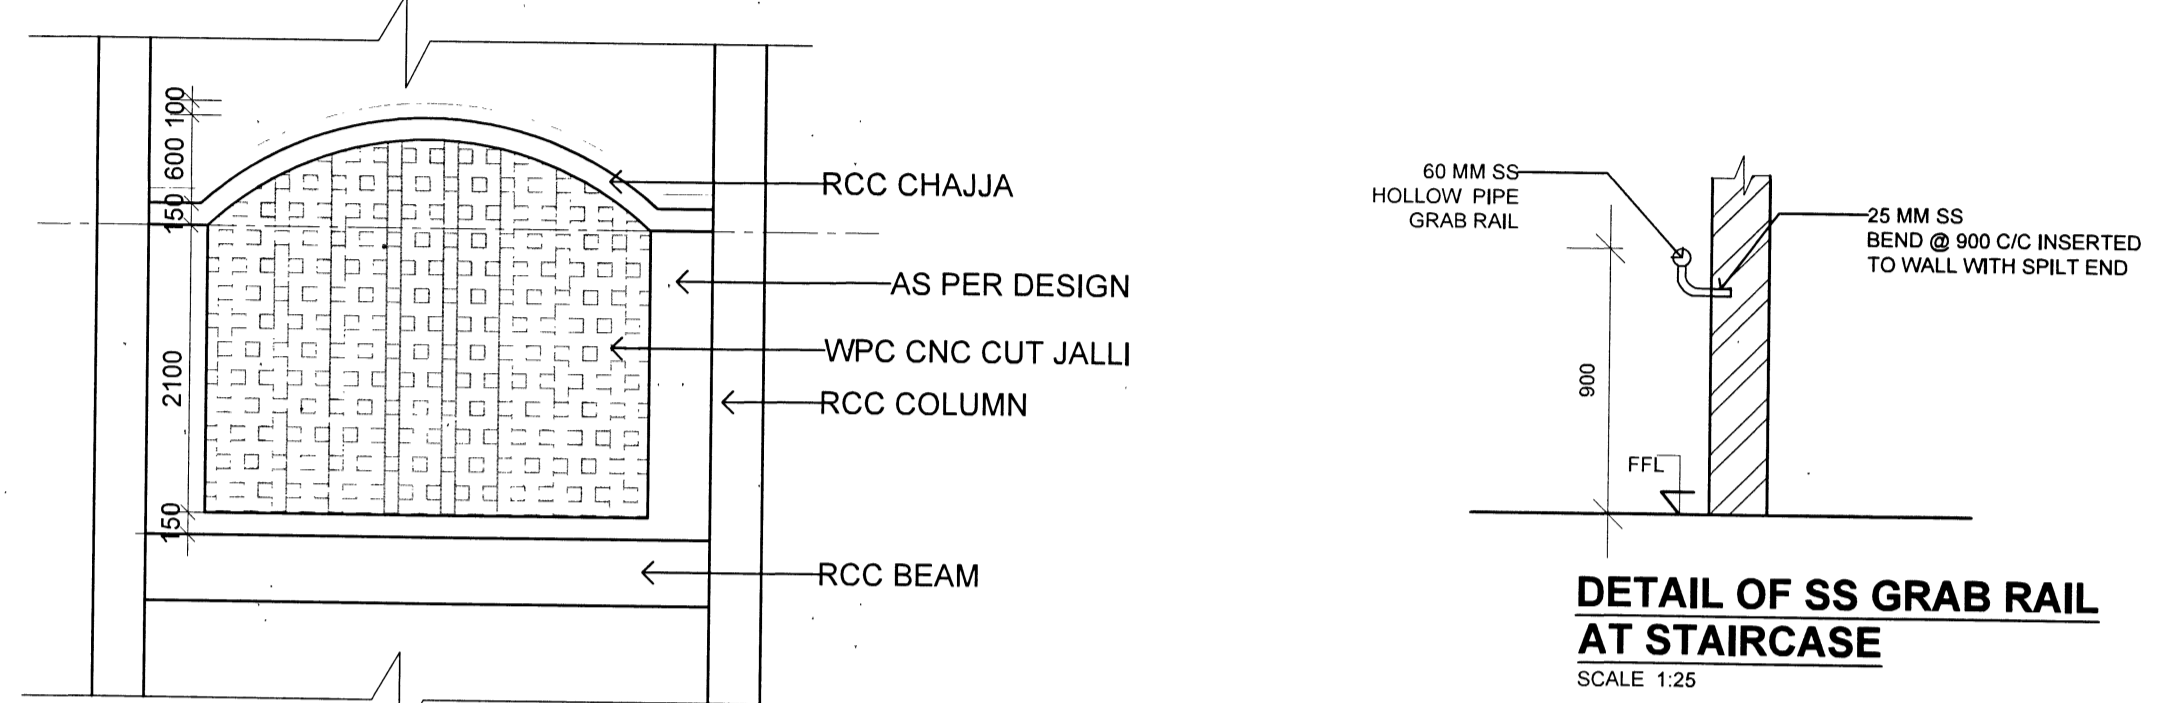 100
600
150
2100
150
RCC CHAJJA
AS PER DESIGN
WPC CNC CUT JALLI
RCC COLUMN
RCC BEAM
60 MM SS
HOLLOW PIPE
GRAB RAIL
25 MM SS
BEND @ 900 C/C INSERTED
TO WALL WITH SPILT END
900
FFL
DETAIL OF SS GRAB RAIL
AT STAIRCASE
SCALE 1:25